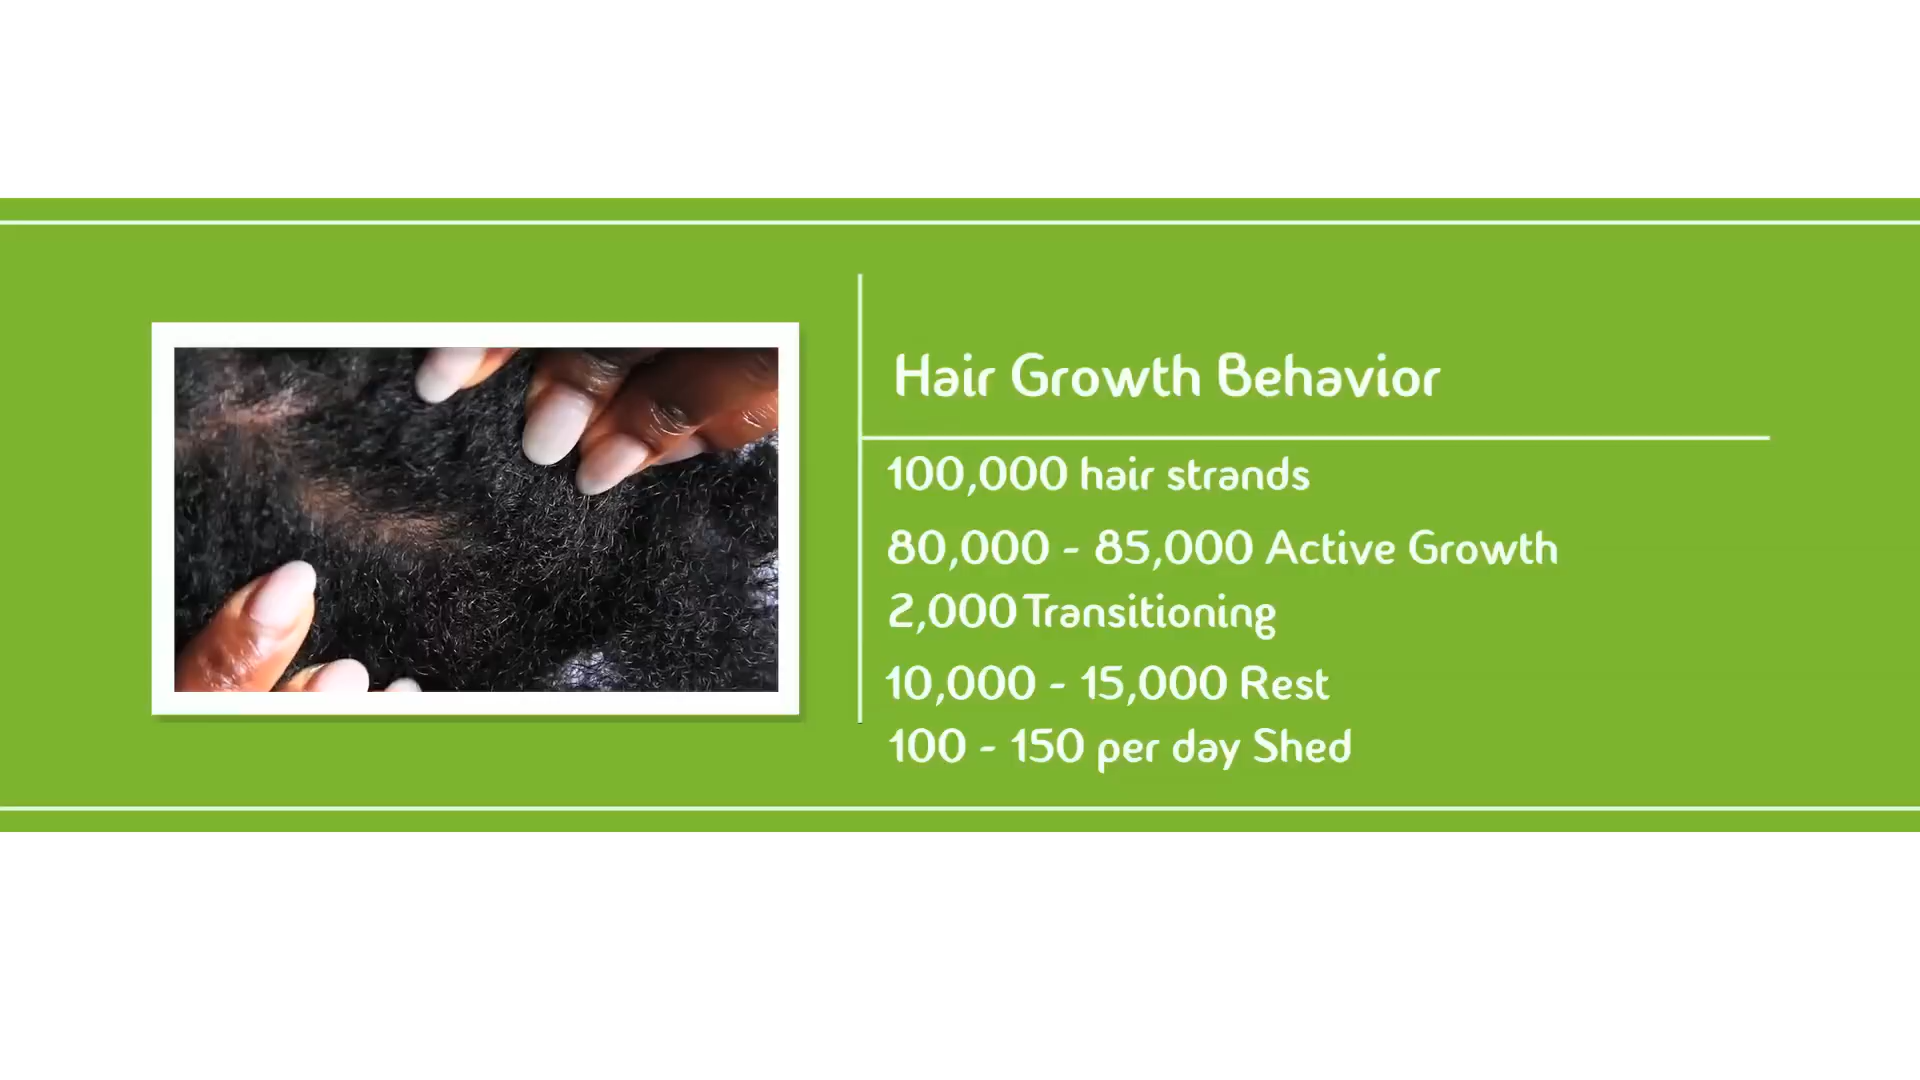 Hair Growth Behavior
100,000 hair strands
80,000 - 85,000 Active Growth
2,000 Transitioning
10,000 - 15,000 Rest
100 - 150 per day Shed